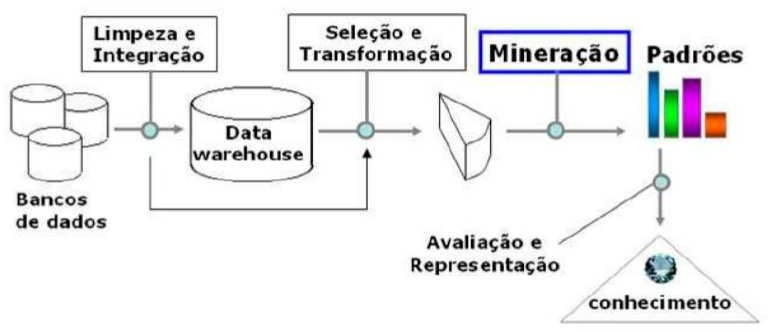 Limpeza e
Integração
Seleção e
Transformação
Mineração
Padrões
Data
warehouse
Bancos
de dados
Avaliação e
Representação
conhecimento